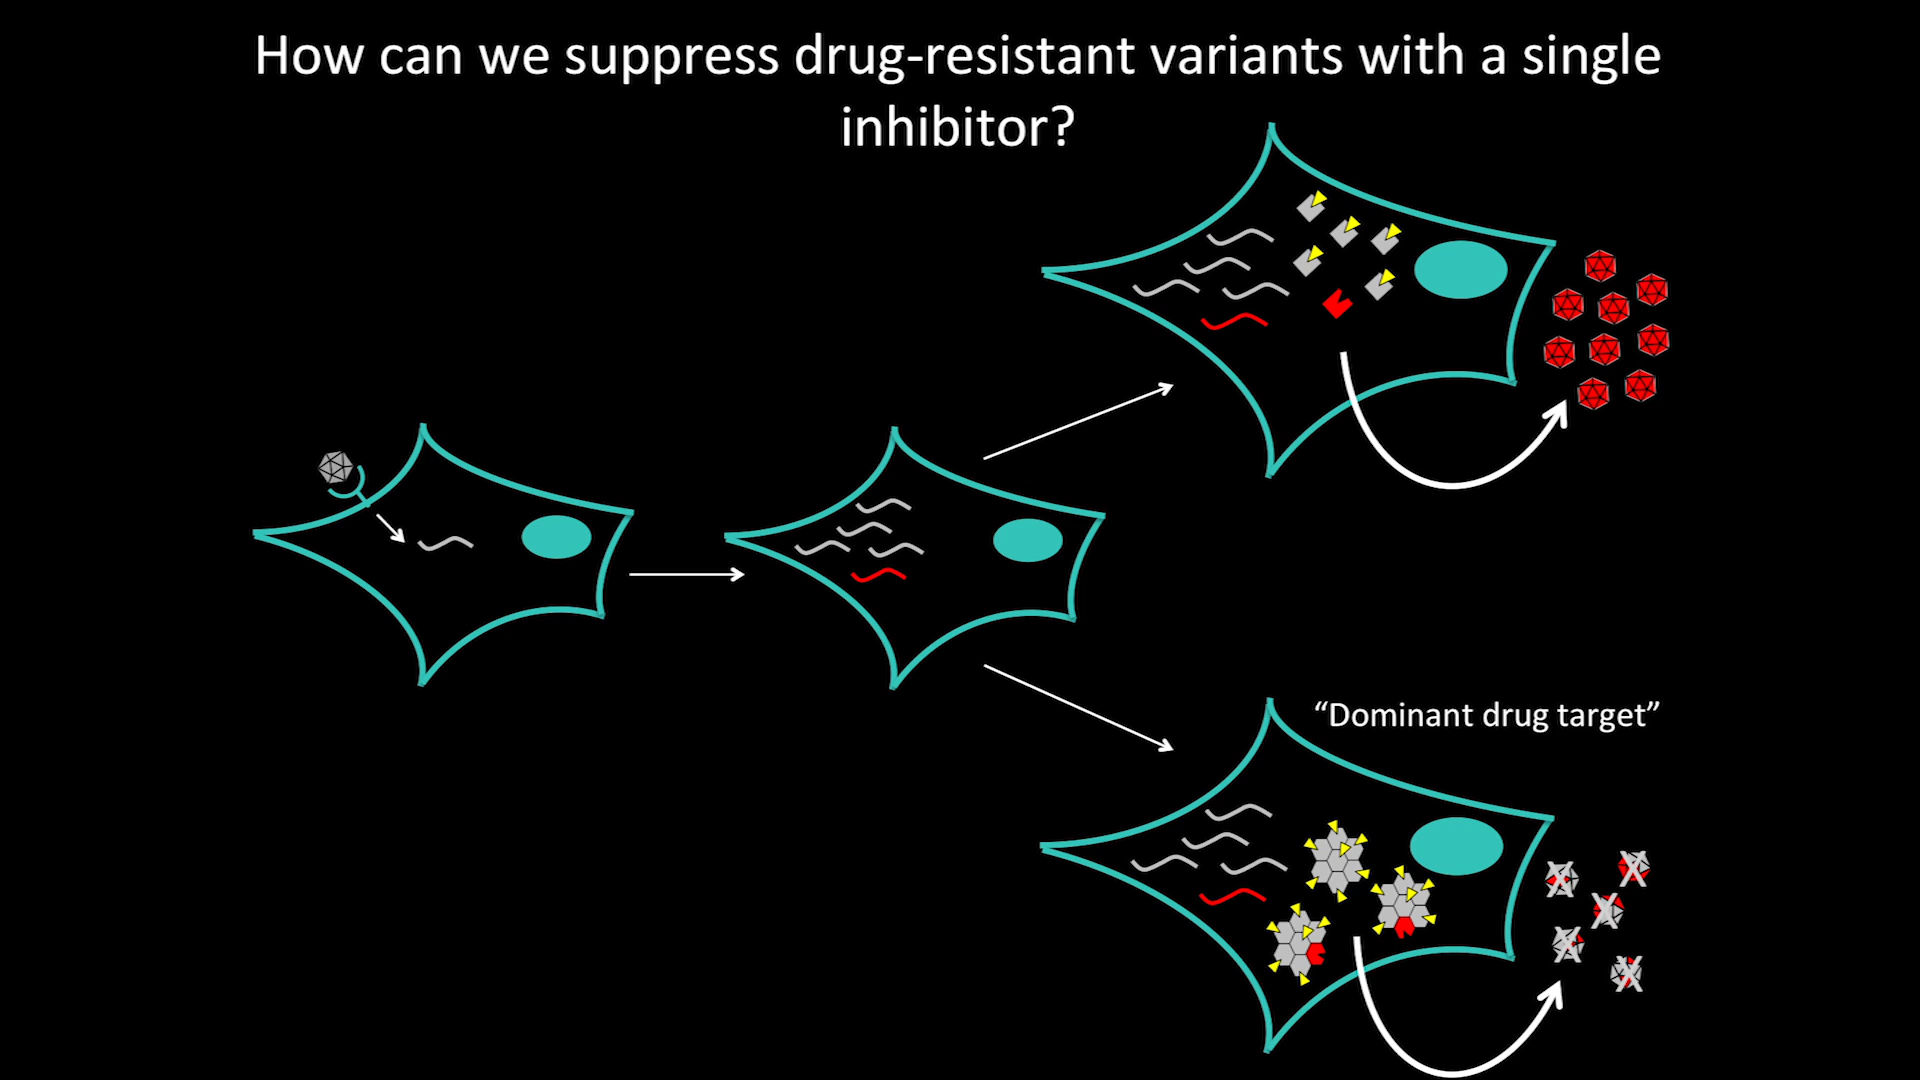 How can we suppress drug-resistant variants with a single
inhibitor?
“Dominant drug target”